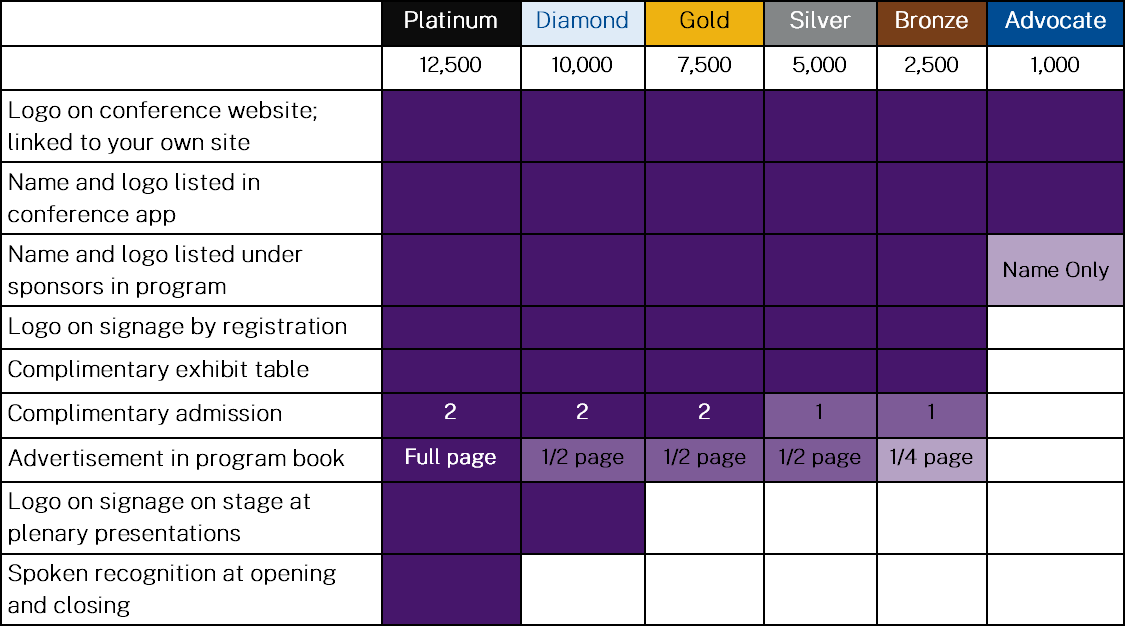 Platinum Diamond Gold Silver Bronze Advocate
12,500 10,000 7,500 5,000 2,500 1,000
Logo on conference website;
linked to your own site
Name and logo listed in
conference app
Name and logo listed under
sponsors in program
Name Only
Logo on signage by registration
Complimentary exhibit table
Complimentary admission 2 2 2 1 1
Advertisement in program book Full page 1/2 page 1/2 page 1/2 page 1/4 page
Logo on signage on stage at
plenary presentations
Spoken recognition at opening
and closing